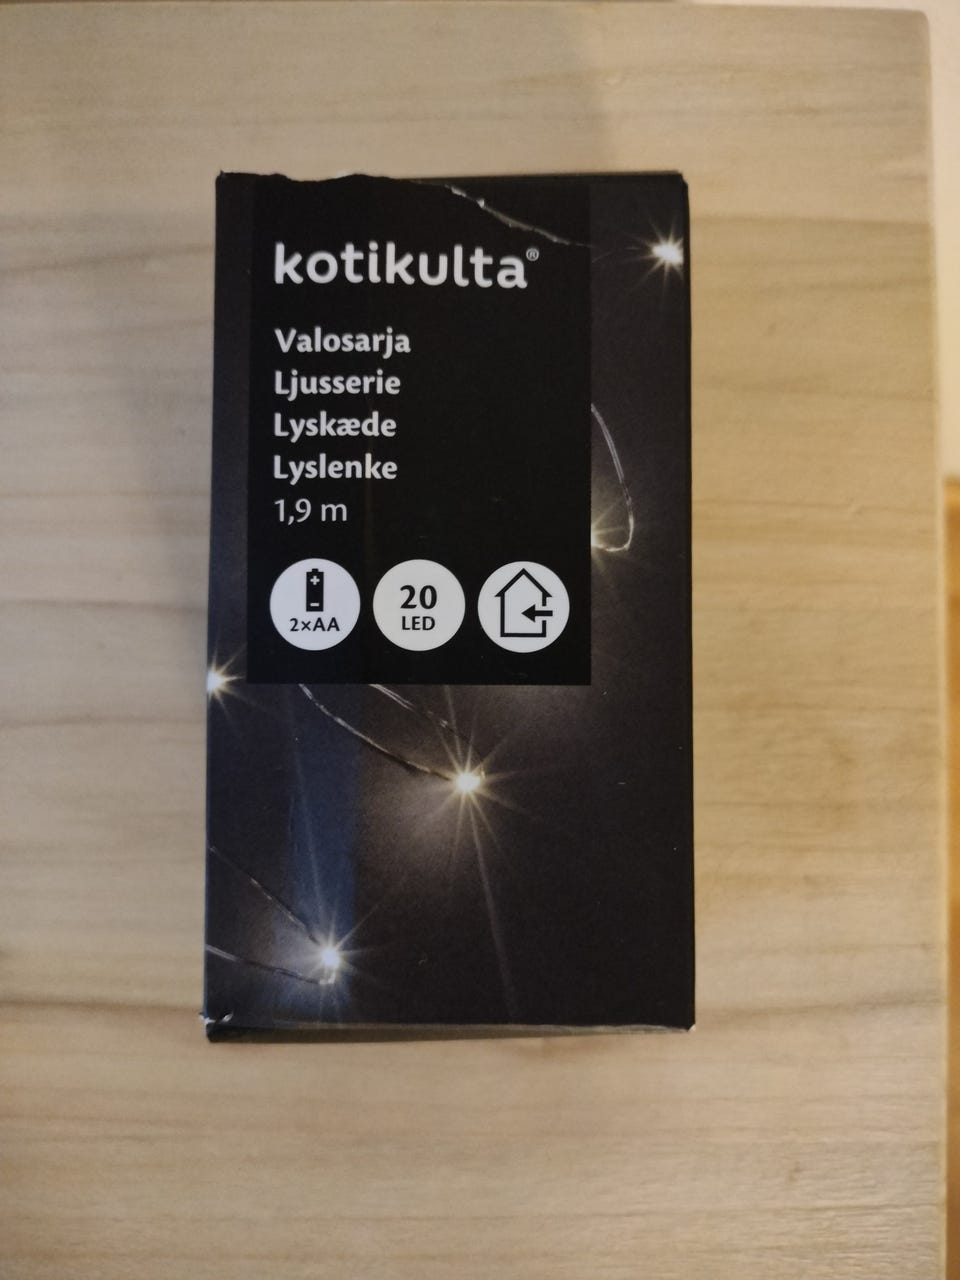 kotikulta®
Valosarja
Ljusserie
Lyskæde
Lyslenke
1,9 m
2×AA
20
LED